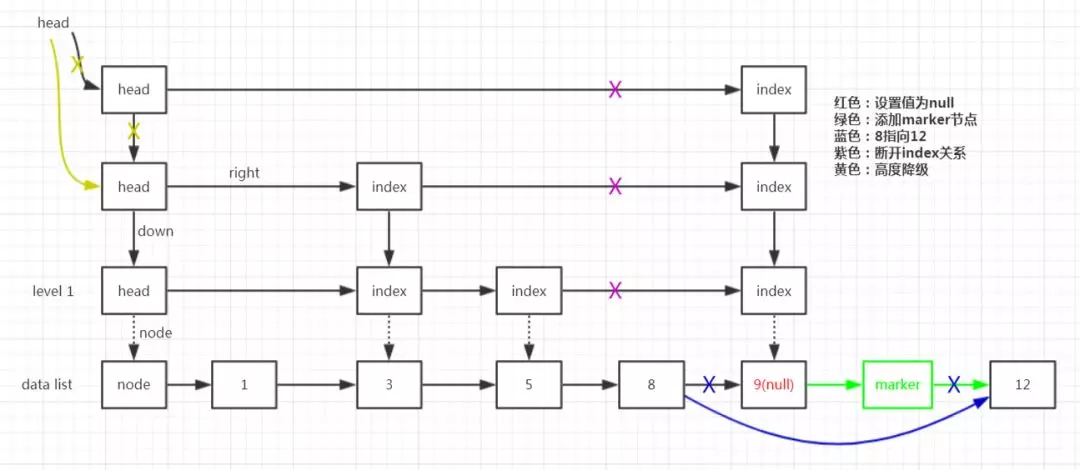 head
head
index
红色：设置值为null
绿色：添加marker节点
蓝色：8指向12
紫色：断开index关系
黄色：高度降级
head
right
index
index
down
level 1
head
index
index
index
node
data list
node
1
3
5
8
9(null)
marker
12